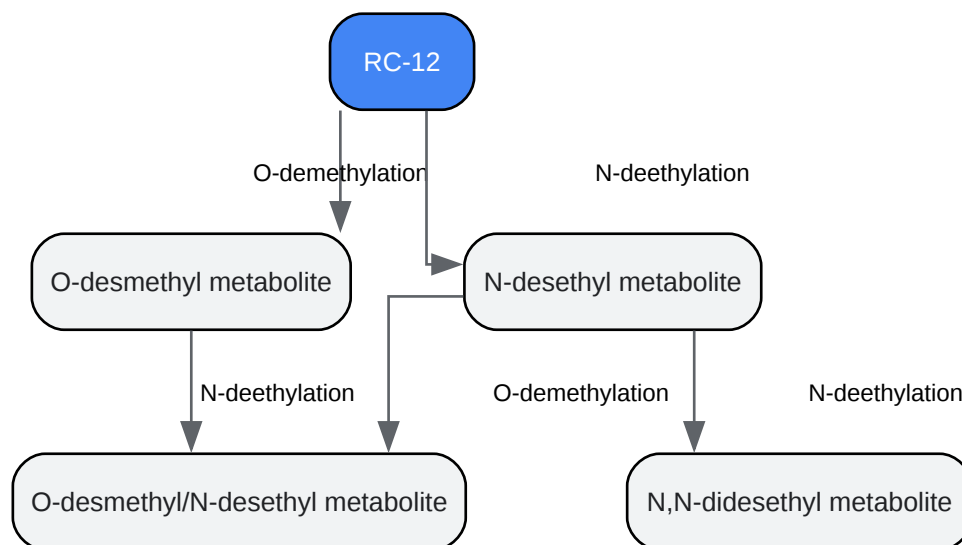 RC-12
O-demethylation
N-deethylation
O-desmethyl metabolite
N-desethyl metabolite
N-deethylation
O-demethylation
N-deethylation
O-desmethyl/N-desethyl metabolite
N,N-didesethyl metabolite